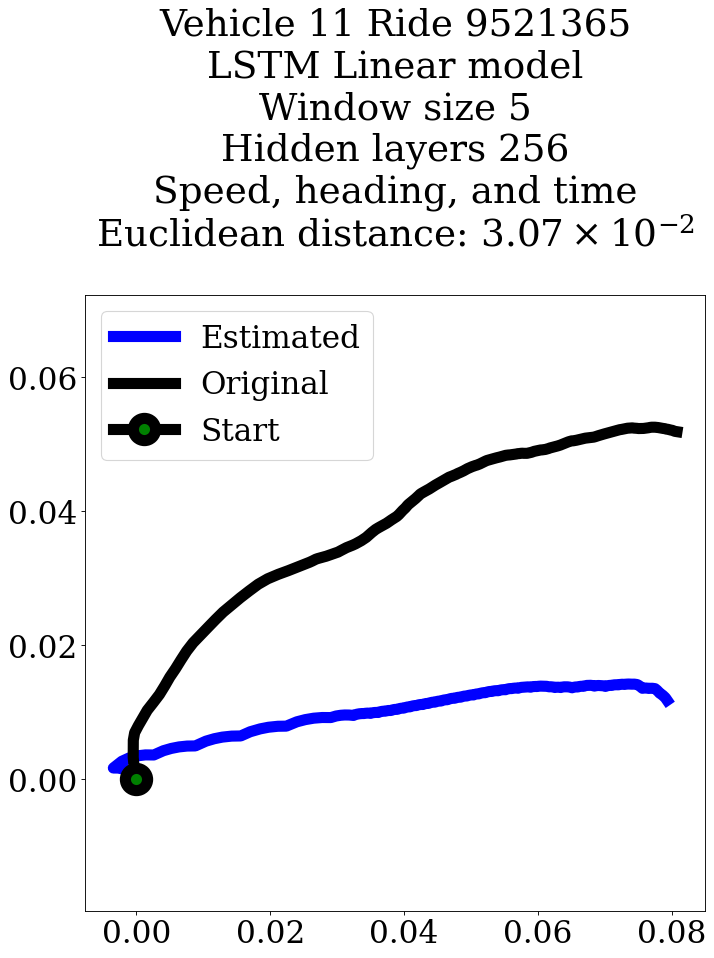 Vehicle 11 Ride 9521365
LSTM Linear model
Window size 5
Hidden layers 256
Speed, heading, and time
Euclidean distance: 3.07 × 10⁻²
Estimated
Original
Start
0.06
0.04
0.02
0.00
0.00 0.02 0.04 0.06 0.08